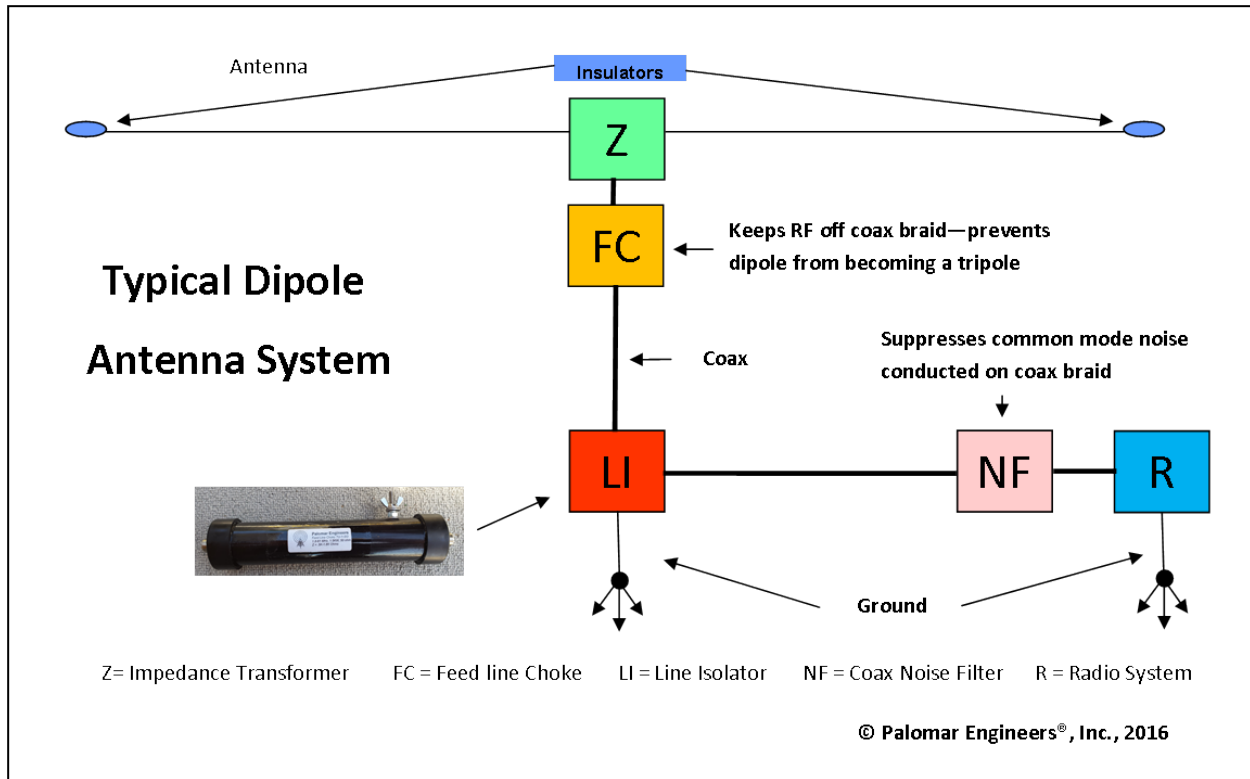 Antenna
Insulators
Z
FC
Keeps RF off coax braid—prevents
dipole from becoming a tripole
Typical Dipole
Antenna System
Coax
Suppresses common mode noise
conducted on coax braid
LI
NF
R
Palomar Engineers
Ground
Z= Impedance Transformer FC = Feed line Choke LI = Line Isolator NF = Coax Noise Filter R = Radio System
© Palomar Engineers®, Inc., 2016